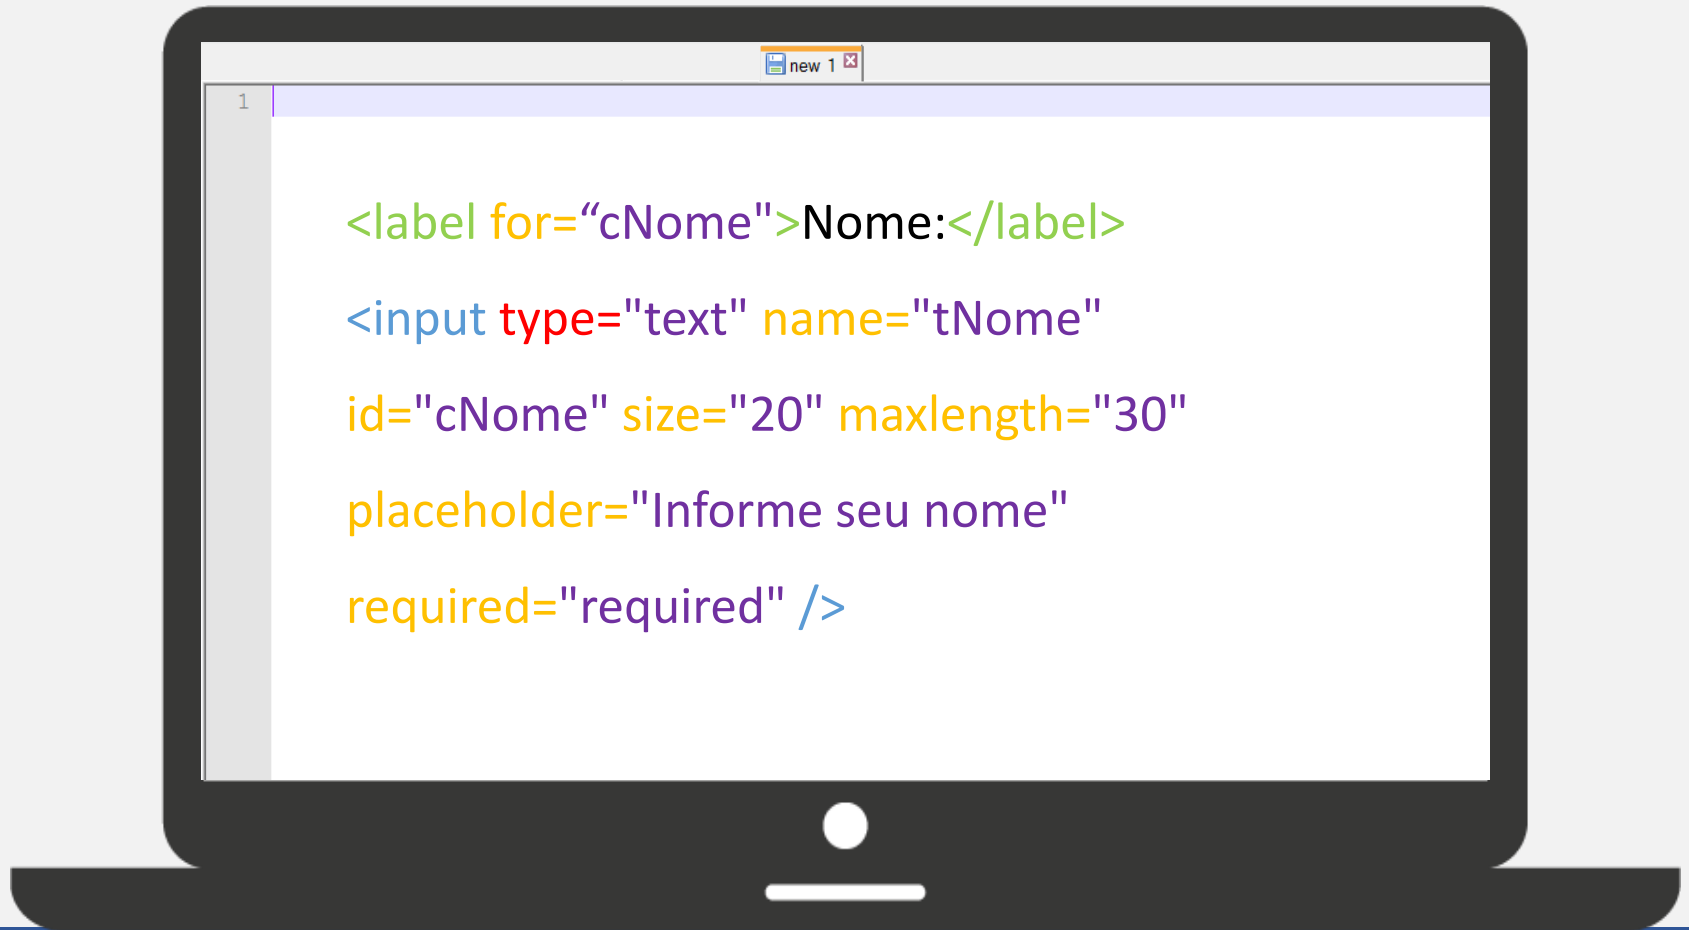 new 1
1
<label for=“cNome">Nome:</label>
<input type="text" name="tNome"
id="cNome" size="20" maxlength="30"
placeholder="Informe seu nome"
required="required" />